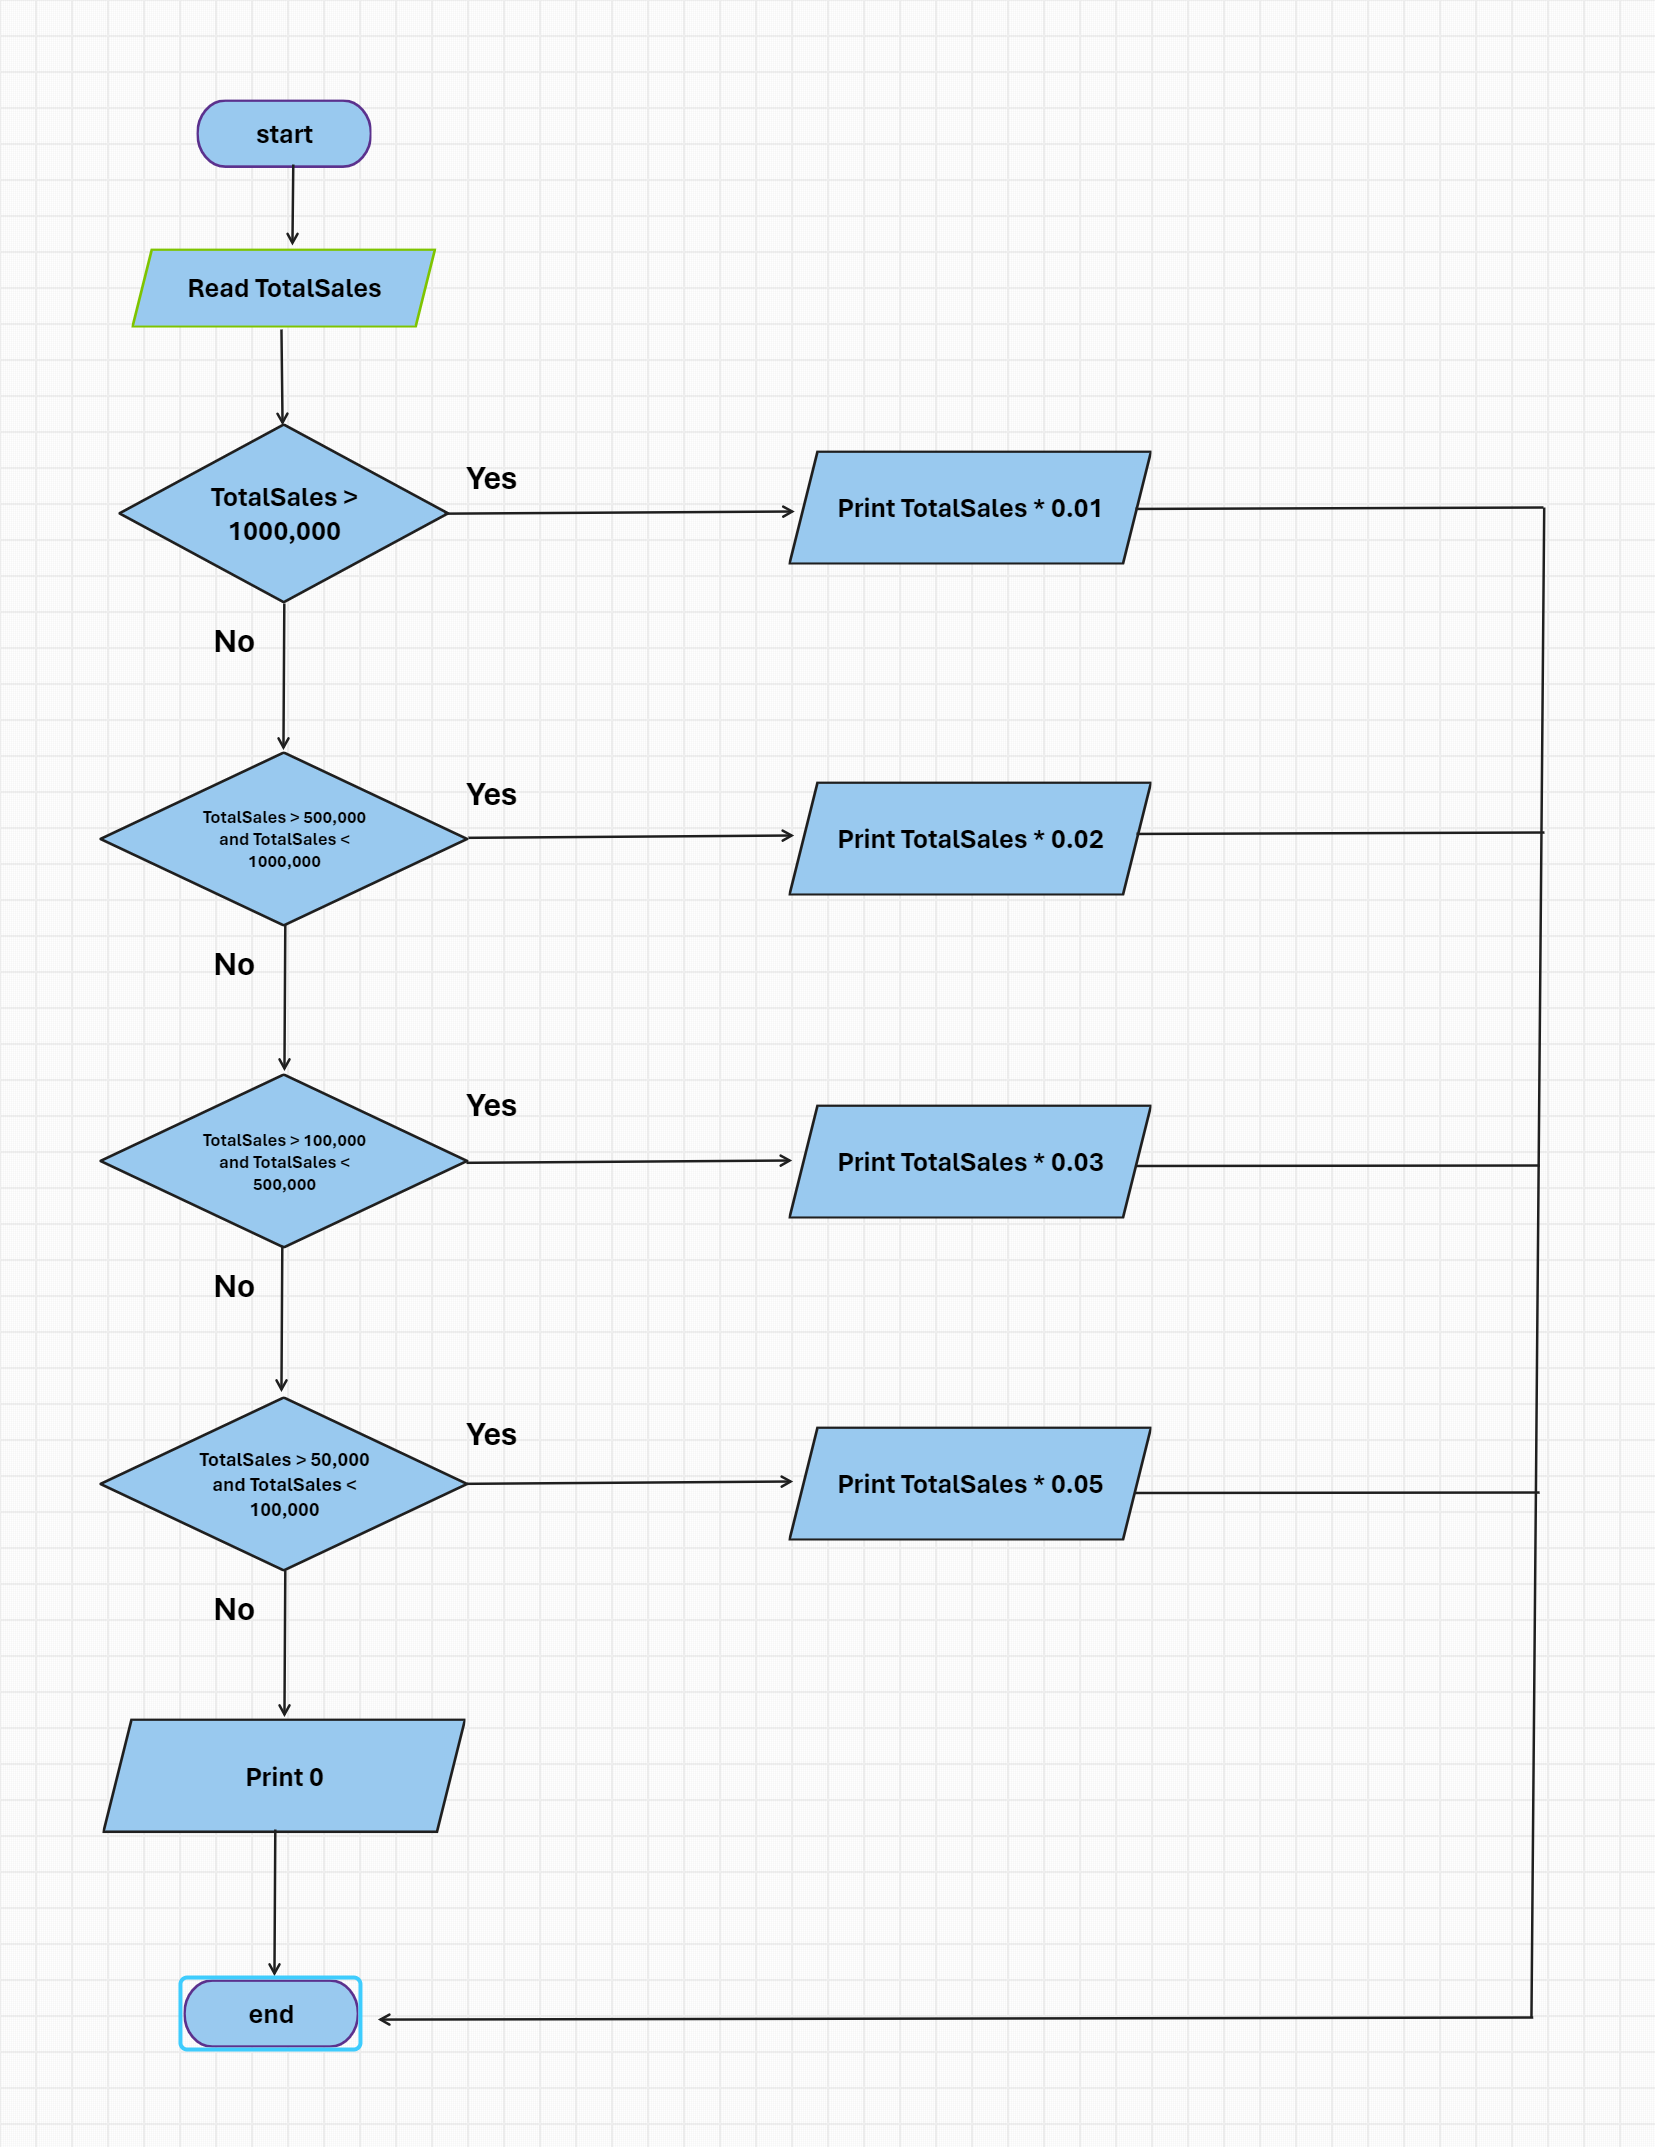 start
Read TotalSales
TotalSales >
1000,000
Yes
Print TotalSales * 0.01
No
TotalSales > 500,000
and TotalSales <
1000,000
Yes
Print TotalSales * 0.02
No
TotalSales > 100,000
and TotalSales <
500,000
Yes
Print TotalSales * 0.03
No
TotalSales > 50,000
and TotalSales <
100,000
Yes
Print TotalSales * 0.05
No
Print 0
end